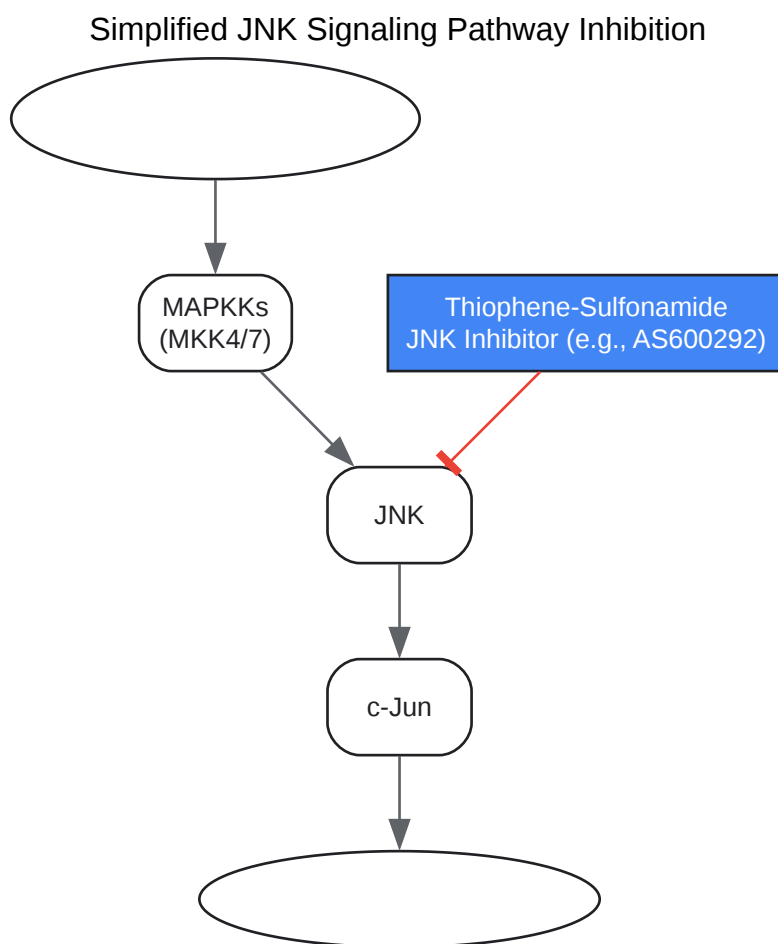 Simplified JNK Signaling Pathway Inhibition
MAPKKs
(MKK4/7)
Thiophene-Sulfonamide
JNK Inhibitor (e.g., AS600292)
JNK
c-Jun